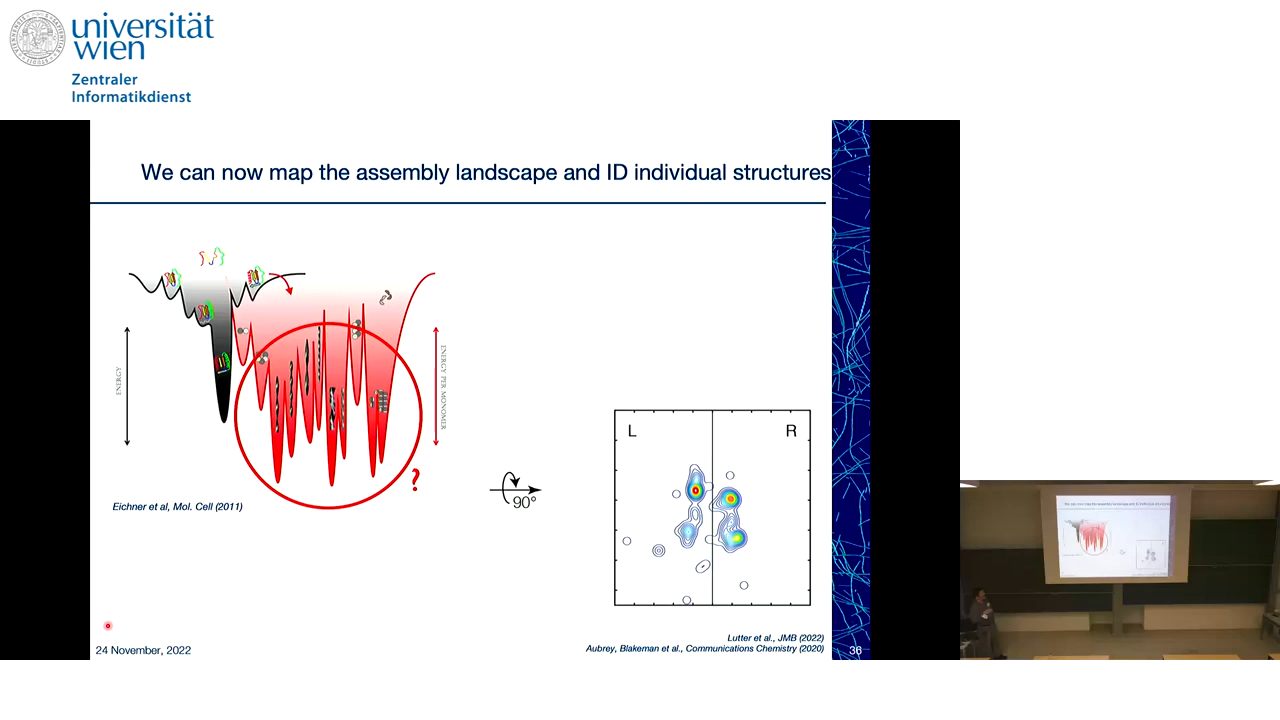 universität
wien
Zentraler
Informatikdienst
We can now map the assembly landscape and ID individual structures
ENERGY
ENERGY PER MONOMER
?
Eichner et al, Mol. Cell (2011)
90°
L
R
Lutter et al., JMB (2022)
Aubrey, Blakeman et al., Communications Chemistry (2020)
24 November, 2022
36